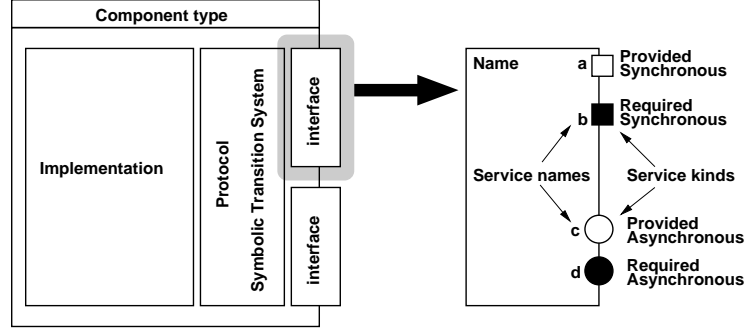 Component type
Implementation
Protocol
Symbolic Transition System
interface
interface
Name
a
Provided
Synchronous
b
Required
Synchronous
Service names
Service kinds
c
Provided
Asynchronous
d
Required
Asynchronous